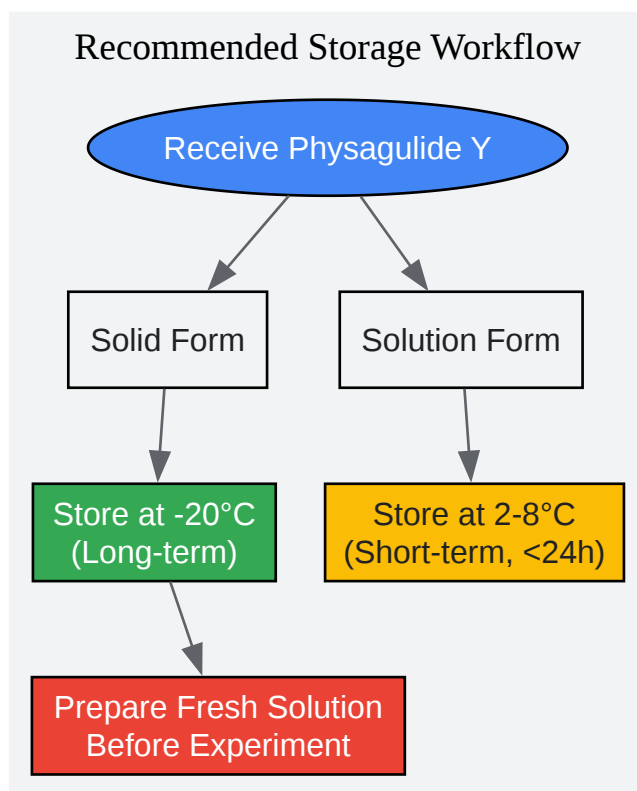 Recommended Storage Workflow
Receive Physagulide Y
Solid Form
Solution Form
Store at -20°C
(Long-term)
Store at 2-8°C
(Short-term, <24h)
Prepare Fresh Solution
Before Experiment